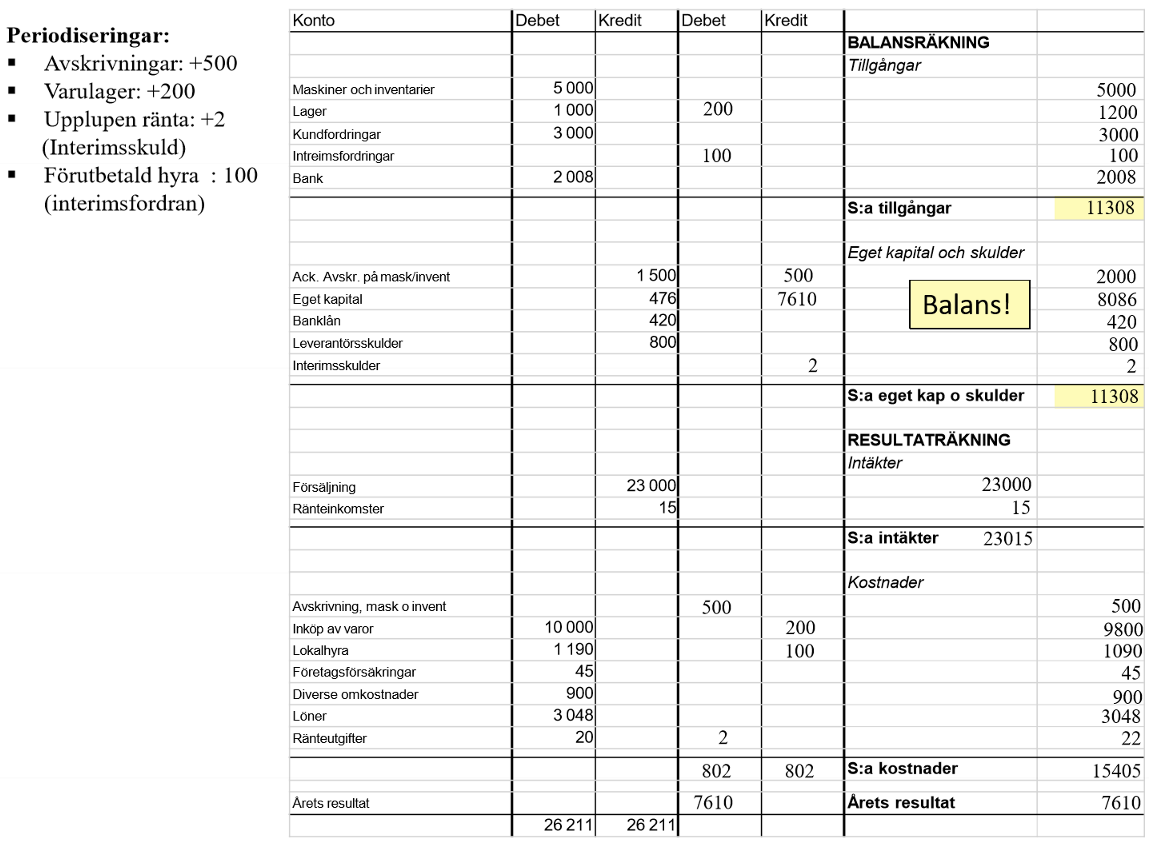 Periodiseringar:
▪ Avskrivningar: +500
▪ Varulager: +200
▪ Upplupen ränta: +2
(Interimsskuld)
▪ Förutbetald hyra : 100
(interimsfordran)
Konto Debet Kredit Debet Kredit
BALANSRÄKNING
Tillgångar
Maskiner och inventarier 5 000 5000
Lager 1 000 200 1200
Kundfordringar 3 000 3000
Intreimsfordringar 100 100
Bank 2 008 2008
S:a tillgångar 11308
Eget kapital och skulder
Ack. Avskr. på mask/invent 1 500 500 2000
Eget kapital 476 7610 8086
Balans!
Banklån 420 420
Leverantörsskulder 800 800
Interimsskulder 2 2
S:a eget kap o skulder 11308
RESULTATRÄKNING
Intäkter
Försäljning 23 000 23000
Ränteinkomster 15 15
S:a intäkter 23015
Kostnader
Avskrivning, mask o invent 500 500
Inköp av varor 10 000 200 9800
Lokalhyra 1 190 100 1090
Företagsförsäkringar 45 45
Diverse omkostnader 900 900
Löner 3 048 3048
Ränteutgifter 20 2 22
802 802 S:a kostnader 15405
Årets resultat 7610 Årets resultat 7610
26 211 26 211